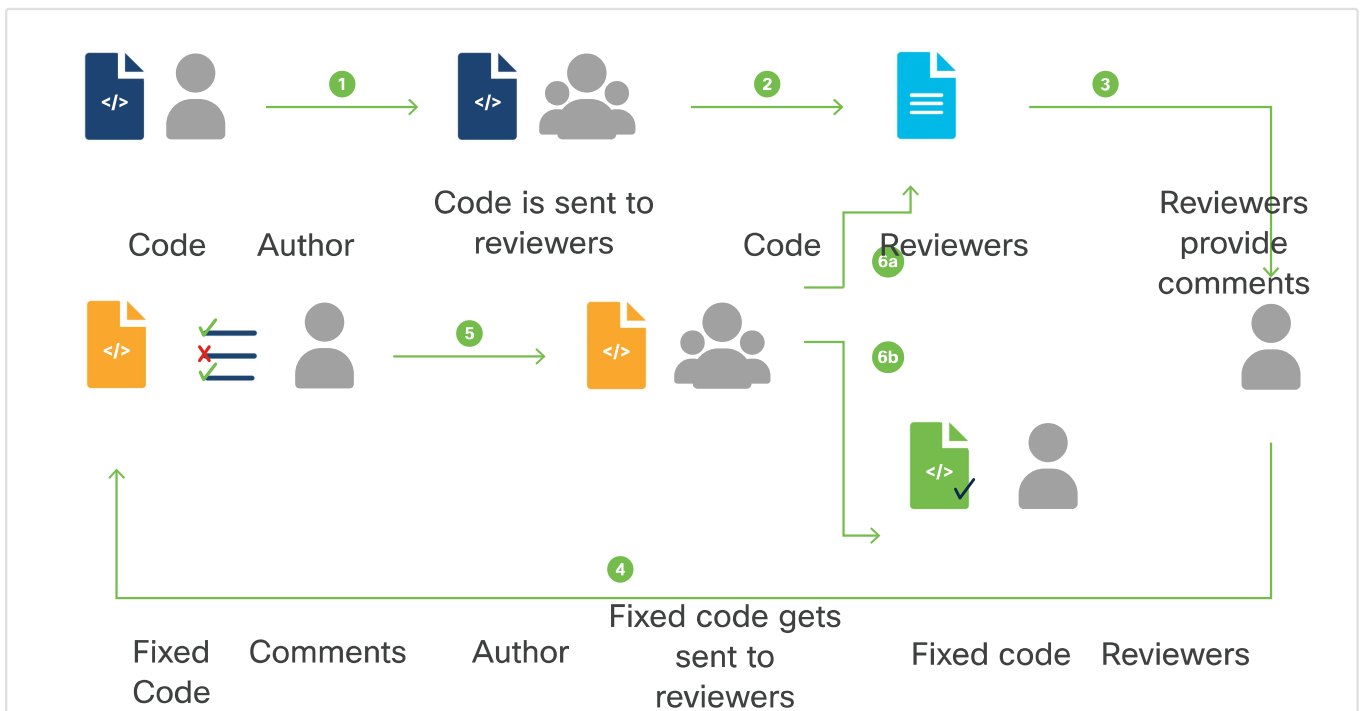 </>
1
</>
2
3
Code
Author
Code is sent to
reviewers
Code
Reviewers
Reviewers
provide
comments
6a
</>
5
</>
6b
</>
4
Fixed
Code
Comments
Author
Fixed code gets
sent to
reviewers
Fixed code
Reviewers